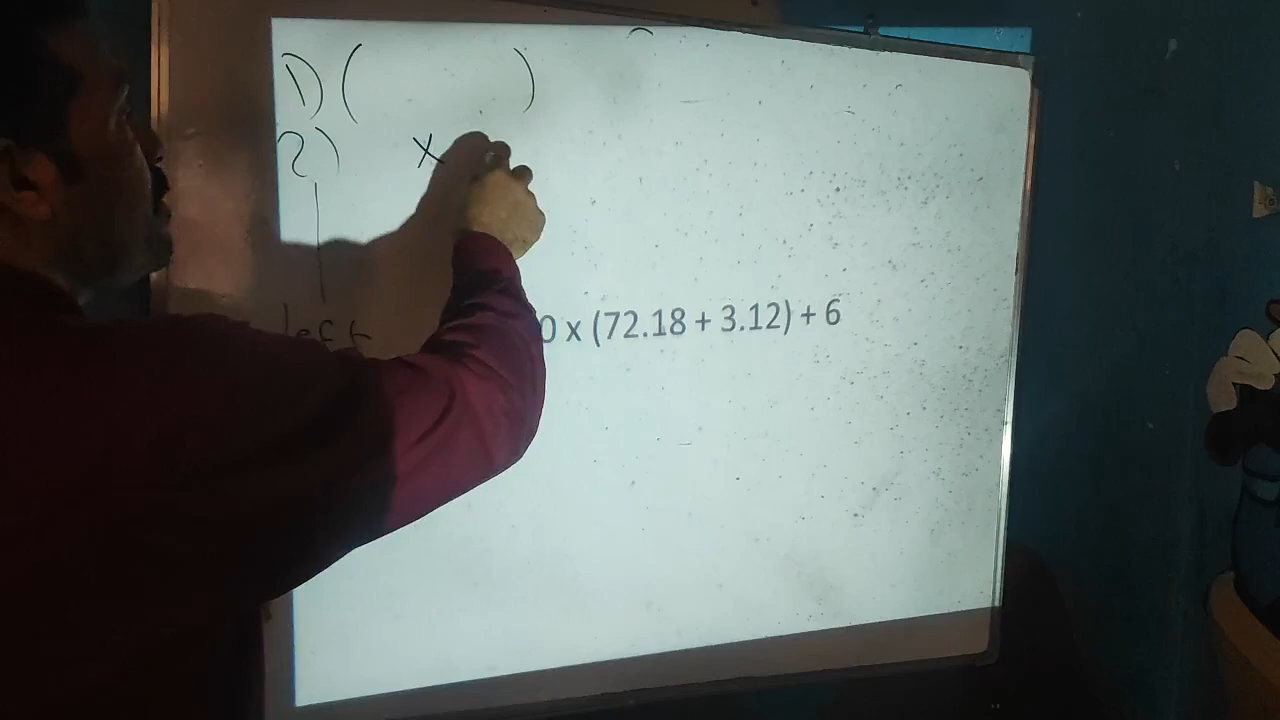 1) ( )
2) x
left
0 x (72.18 + 3.12) + 6